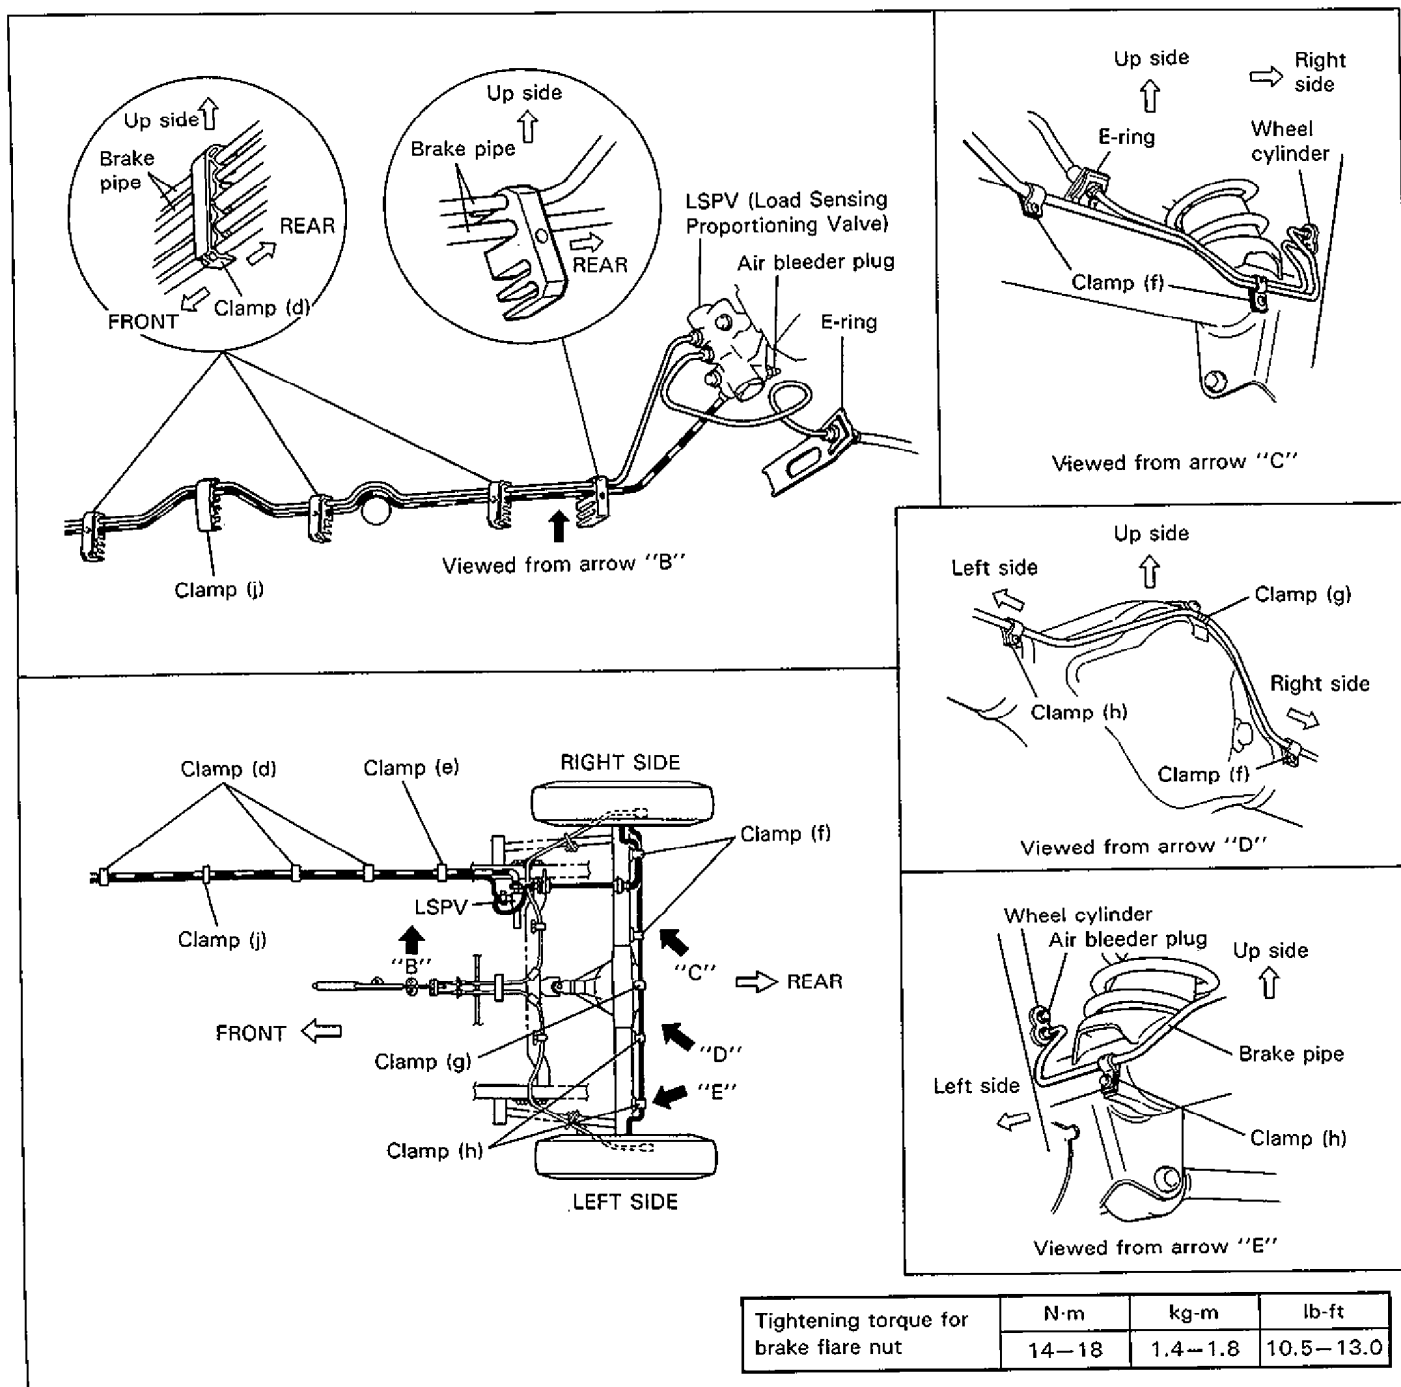 Up side
Brake
pipe
REAR
FRONT
Clamp (d)
Up side
Brake pipe
REAR
LSPV (Load Sensing
Proportioning Valve)
Air bleeder plug
E-ring
Clamp (j)
Viewed from arrow "B"
Up side
Right
side
E-ring
Wheel
cylinder
Clamp (f)
Viewed from arrow "C"
Up side
Left side
Clamp (g)
Right side
Clamp (h)
Clamp (f)
Viewed from arrow "D"
Clamp (d)
Clamp (e)
RIGHT SIDE
Clamp (f)
LSPV
Clamp (j)
"B"
"C"
REAR
FRONT
Clamp (g)
"D"
"E"
Clamp (h)
LEFT SIDE
Wheel cylinder
Air bleeder plug
Up side
Brake pipe
Left side
Clamp (h)
Viewed from arrow "E"
Tightening torque for
brake flare nut
N·m
kg-m
lb-ft
14—18
1.4—1.8
10.5—13.0